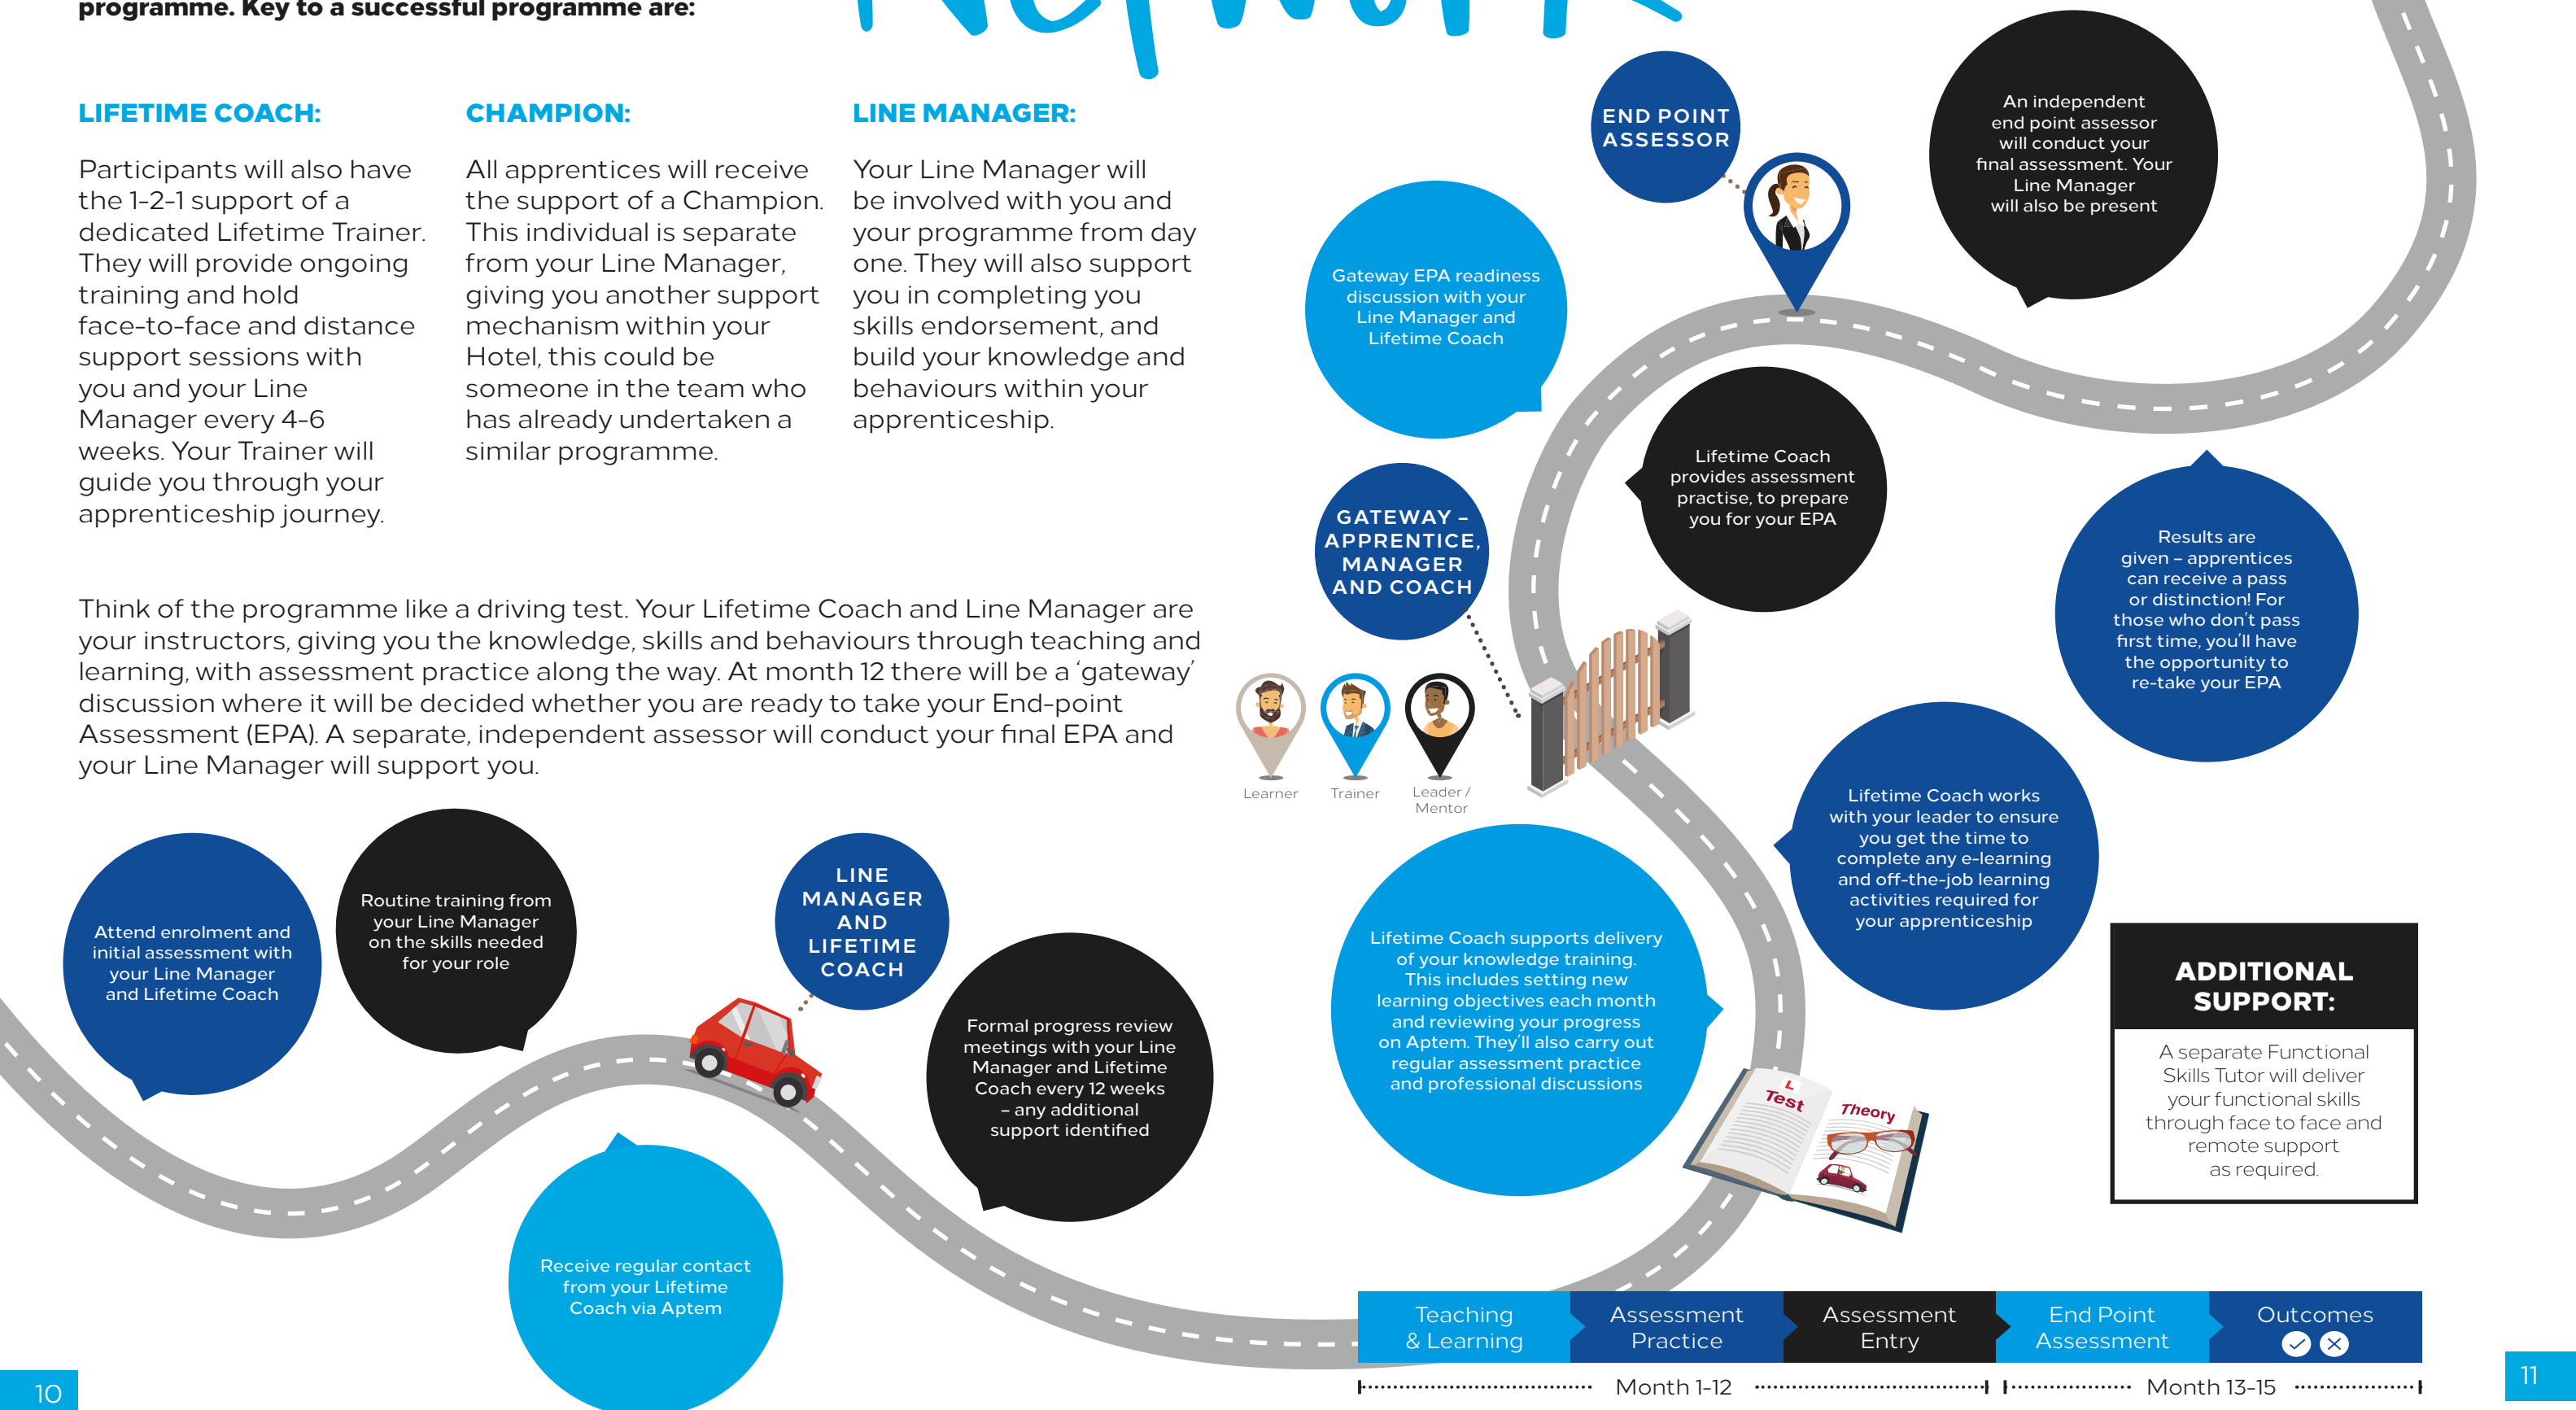 programme. Key to a successful programme are:
Network
LIFETIME COACH:
Participants will also have
the 1-2-1 support of a
dedicated Lifetime Trainer.
They will provide ongoing
training and hold
face-to-face and distance
support sessions with
you and your Line
Manager every 4-6
weeks. Your Trainer will
guide you through your
apprenticeship journey.
CHAMPION:
All apprentices will receive
the support of a Champion.
This individual is separate
from your Line Manager,
giving you another support
mechanism within your
Hotel, this could be
someone in the team who
has already undertaken a
similar programme.
LINE MANAGER:
Your Line Manager will
be involved with you and
your programme from day
one. They will also support
you in completing you
skills endorsement, and
build your knowledge and
behaviours within your
apprenticeship.
Think of the programme like a driving test. Your Lifetime Coach and Line Manager are
your instructors, giving you the knowledge, skills and behaviours through teaching and
learning, with assessment practice along the way. At month 12 there will be a ‘gateway’
discussion where it will be decided whether you are ready to take your End-point
Assessment (EPA). A separate, independent assessor will conduct your final EPA and
your Line Manager will support you.
Attend enrolment and
initial assessment with
your Line Manager
and Lifetime Coach
Routine training from
your Line Manager
on the skills needed
for your role
LINE
MANAGER
AND
LIFETIME
COACH
Receive regular contact
from your Lifetime
Coach via Aptem
Formal progress review
meetings with your Line
Manager and Lifetime
Coach every 12 weeks
– any additional
support identified
10
END POINT
ASSESSOR
An independent
end point assessor
will conduct your
final assessment. Your
Line Manager
will also be present
Gateway EPA readiness
discussion with your
Line Manager and
Lifetime Coach
Lifetime Coach
provides assessment
practise, to prepare
you for your EPA
GATEWAY –
APPRENTICE,
MANAGER
AND COACH
Results are
given – apprentices
can receive a pass
or distinction! For
those who don’t pass
first time, you’ll have
the opportunity to
re-take your EPA
Learner
Trainer
Leader /
Mentor
Lifetime Coach works
with your leader to ensure
you get the time to
complete any e-learning
and off-the-job learning
activities required for
your apprenticeship
Lifetime Coach supports delivery
of your knowledge training.
This includes setting new
learning objectives each month
and reviewing your progress
on Aptem. They’ll also carry out
regular assessment practice
and professional discussions
L
Test
Theory
ADDITIONAL
SUPPORT:
A separate Functional
Skills Tutor will deliver
your functional skills
through face to face and
remote support
as required.
Teaching
& Learning
Assessment
Practice
Assessment
Entry
End Point
Assessment
Outcomes
Month 1-12
Month 13-15
11